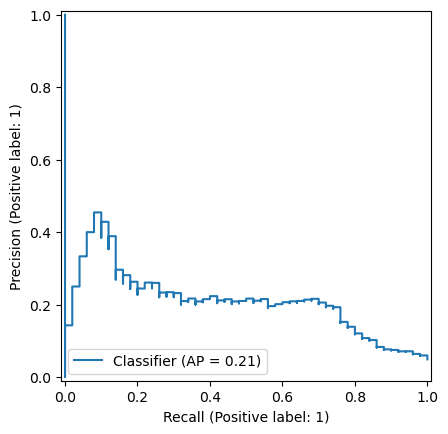 1.0
0.8
0.6
0.4
0.2
0.0
Precision (Positive label: 1)
Classifier (AP = 0.21)
0.0 0.2 0.4 0.6 0.8 1.0
Recall (Positive label: 1)